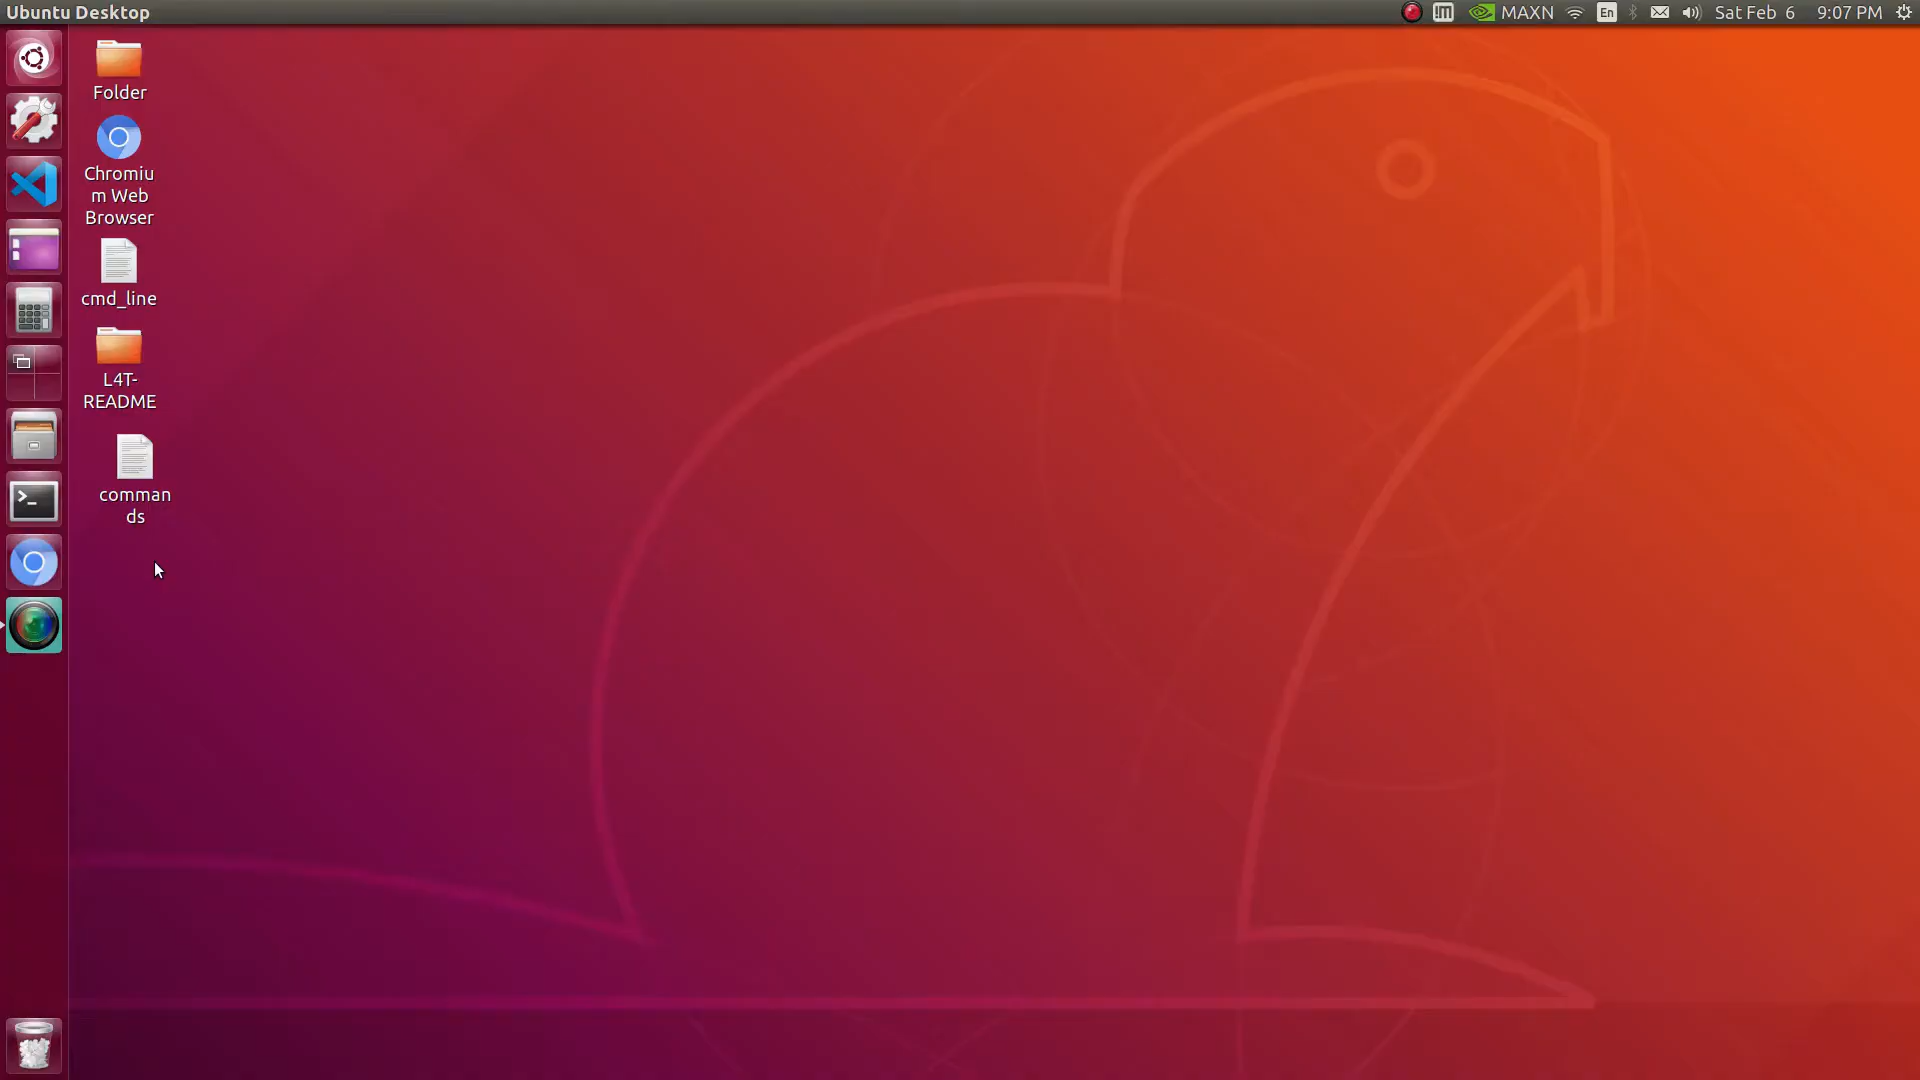 Ubuntu Desktop
MAXN
En
Sat Feb 6 9:07 PM
Folder
Chromiu
m Web
Browser
cmd_line
L4T-
README
comman
ds
>_